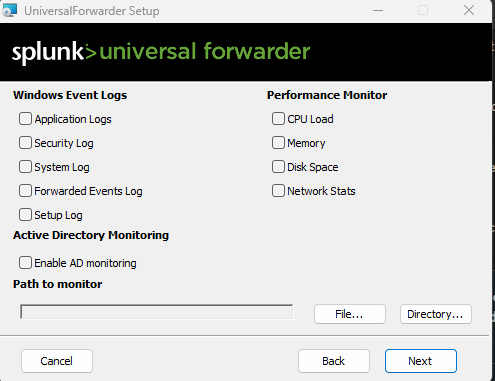 UniversalForwarder Setup
splunk> universal forwarder
Windows Event Logs
Application Logs
Security Log
System Log
Forwarded Events Log
Setup Log
Performance Monitor
CPU Load
Memory
Disk Space
Network Stats
Active Directory Monitoring
Enable AD monitoring
Path to monitor
File...
Directory...
Cancel
Back
Next